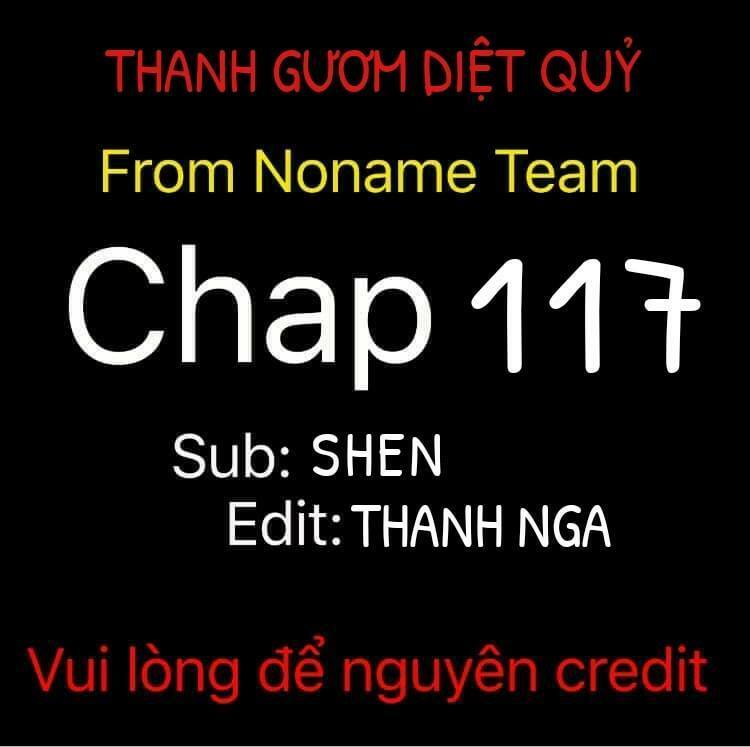 THANH GƯƠM DIỆT QUỶ
From Noname Team
Chap 117
Sub: SHEN
Edit: THANH NGA
Vui lòng để nguyên credit